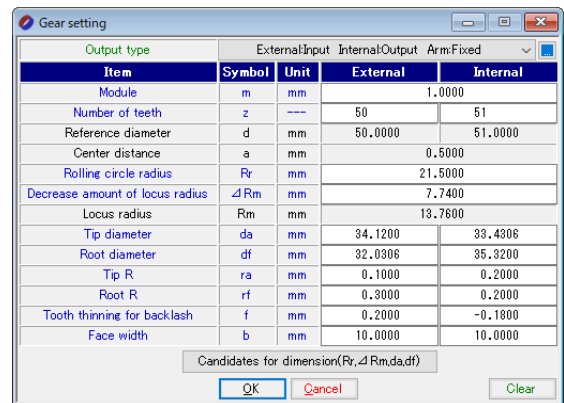 Gear setting
Output type External:Input Internal:Output Arm:Fixed
Item Symbol Unit External Internal
Module m mm 1.0000
Number of teeth z --- 50 51
Reference diameter d mm 50.0000 51.0000
Center distance a mm 0.5000
Rolling circle radius Rr mm 21.5000
Decrease amount of locus radius ⊿Rm mm 7.7400
Locus radius Rm mm 13.7600
Tip diameter da mm 34.1200 33.4306
Root diameter df mm 32.0306 35.3200
Tip R ra mm 0.1000 0.2000
Root R rf mm 0.3000 0.2000
Tooth thinning for backlash f mm 0.2000 -0.1800
Face width b mm 10.0000 10.0000
Candidates for dimension(Rr,⊿Rm,da,df)
OK Cancel Clear